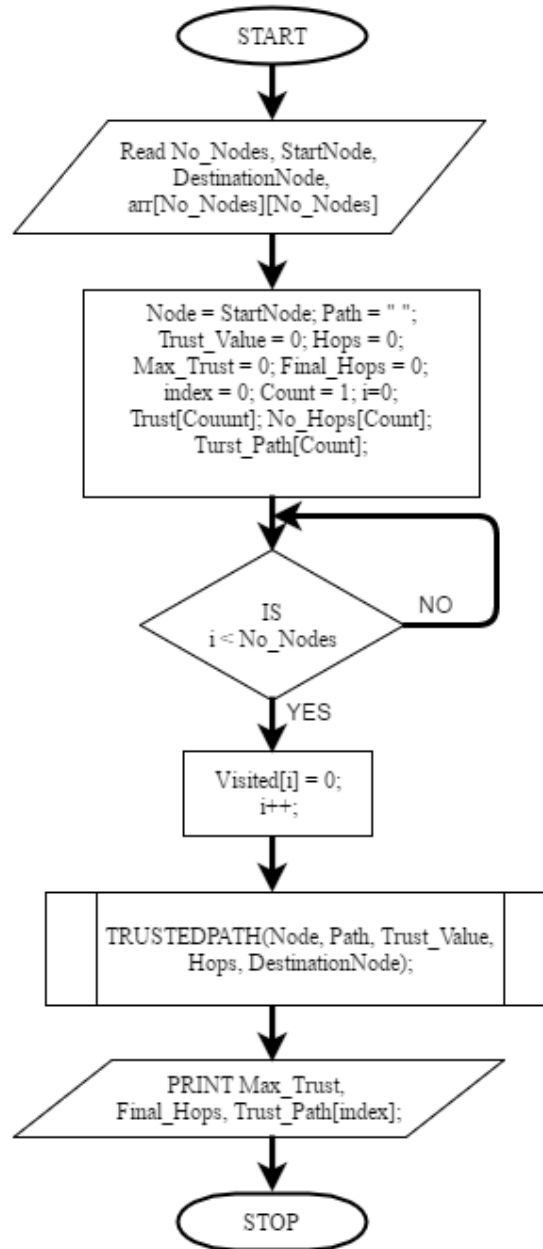 START
Read No_Nodes, StartNode,
DestinationNode,
arr[No_Nodes][No_Nodes]
Node = StartNode; Path = " ";
Trust_Value = 0; Hops = 0;
Max_Trust = 0; Final_Hops = 0;
index = 0; Count = 1; i=0;
Trust[Couunt]; No_Hops[Count];
Turst_Path[Count];
IS
i < No_Nodes
NO
YES
Visited[i] = 0;
i++;
TRUSTEDPATH(Node, Path, Trust_Value,
Hops, DestinationNode);
PRINT Max_Trust,
Final_Hops, Trust_Path[index];
STOP